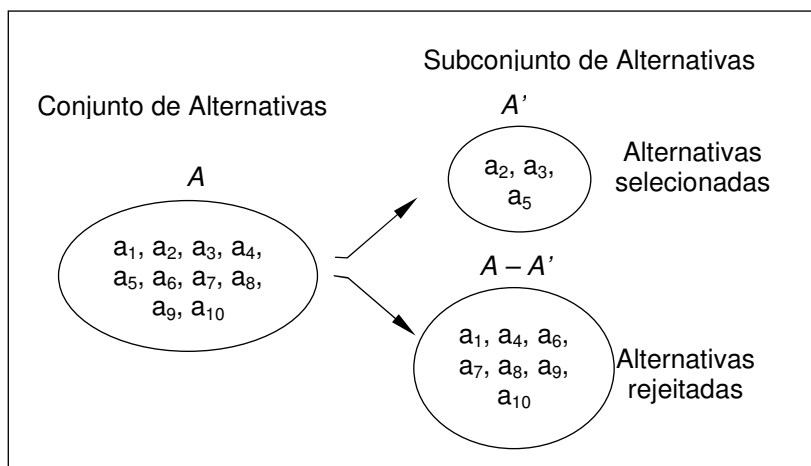 Subconjunto de Alternativas
Conjunto de Alternativas
A'
Alternativas
selecionadas
a₂, a₃,
a₅
A
a₁, a₂, a₃, a₄,
a₅, a₆, a₇, a₈,
a₉, a₁₀
A – A'
a₁, a₄, a₆,
a₇, a₈, a₉,
a₁₀
Alternativas
rejeitadas